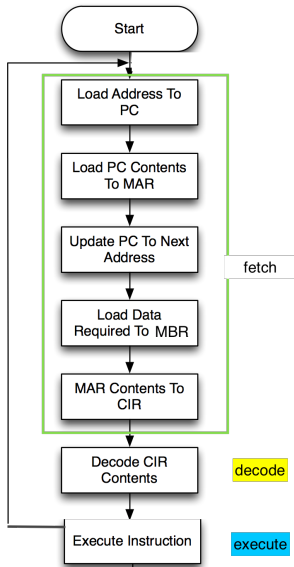 Start
Load Address To
PC
Load PC Contents
To MAR
Update PC To Next
Address
fetch
Load Data
Required To MBR
MAR Contents To
CIR
Decode CIR
Contents
decode
Execute Instruction
execute